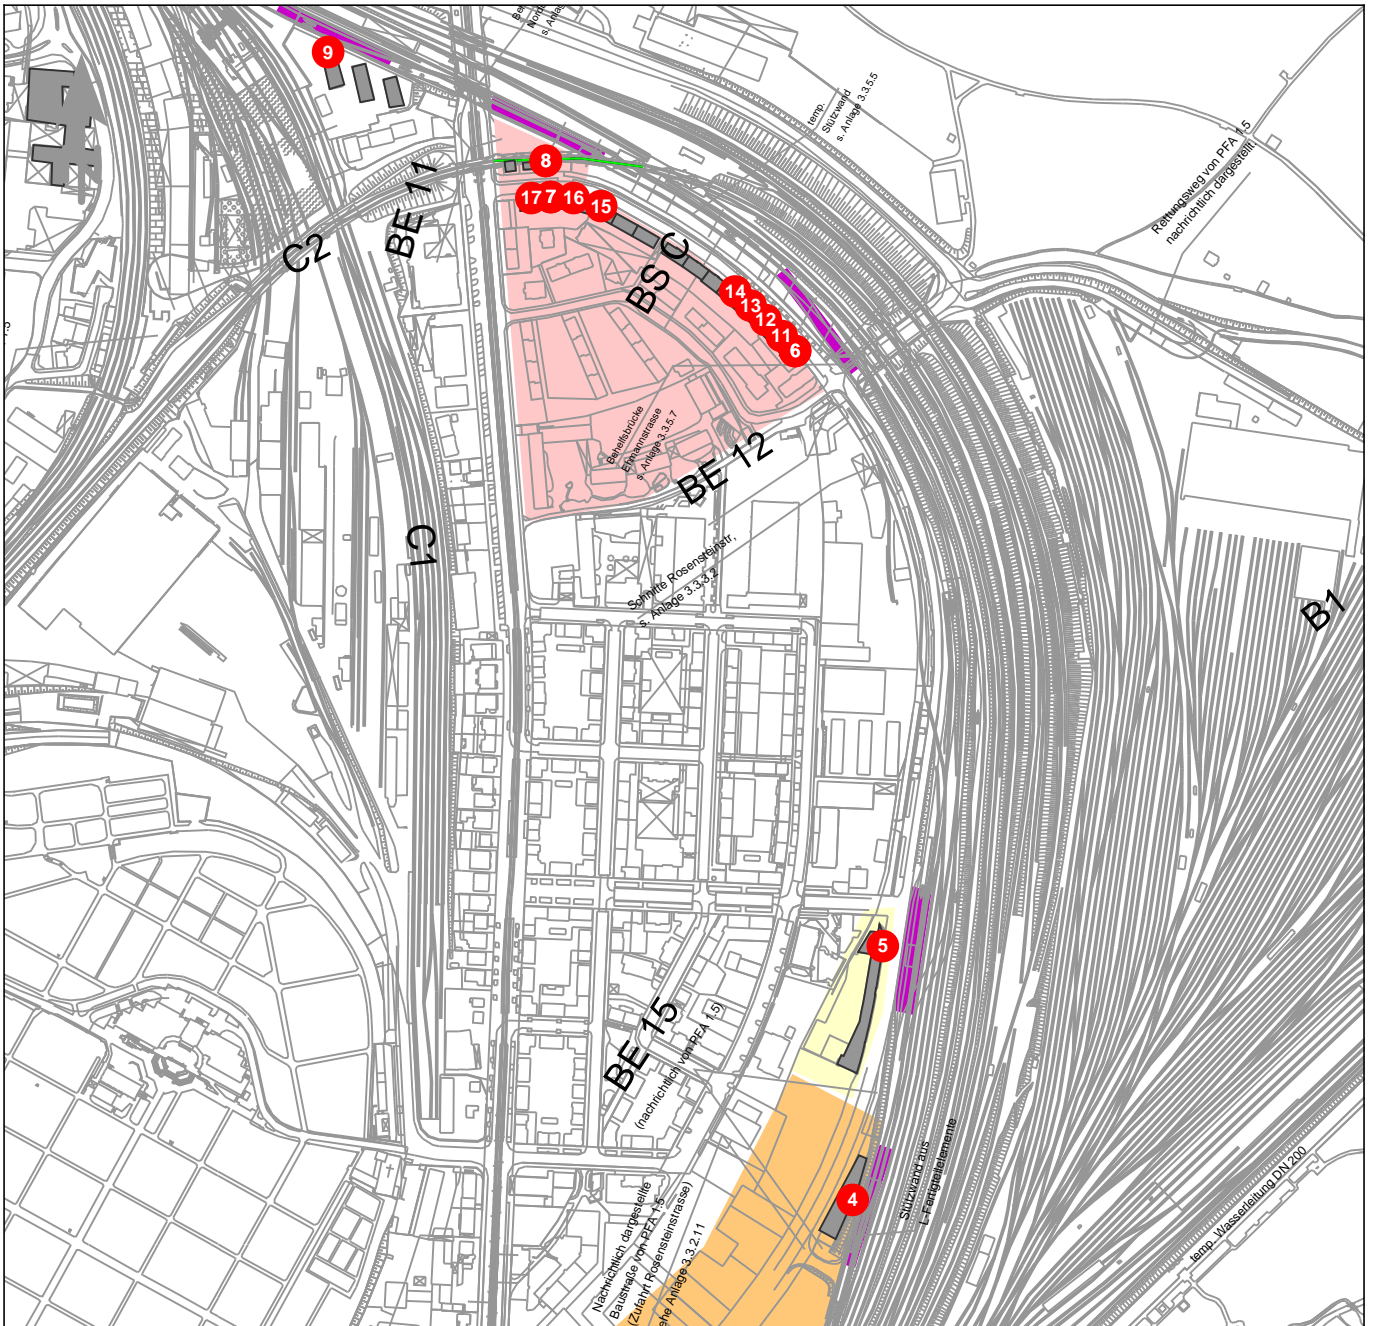 9
Nords
s. Anlag
temp.
Stützwand
s. Anlage 3.3.5.5
Rettungsweg von PFA 1.5
nachrichtlich dargestellt
8
BE 11
C2
17
7
16
15
BS C
14
13
12
11
6
Behelfsbrücke
Ehmannstrasse
s. Anlage 3.3.5.7
BE 12
C1
Schnitte Rosensteinstr,
s. Anlage 3.3.3.2
B1
5
BE 15
(nachrichtlich von PFA 1.5)
4
Stützwand aus
L-Fertigteilelemente
temp. Wasserleitung DN 200
Nachrichtlich dargestellte
Baustraße von PFA 1.5
(Zufahrt Rosensteinstrasse)
ehe Anlage 3.3.2.11